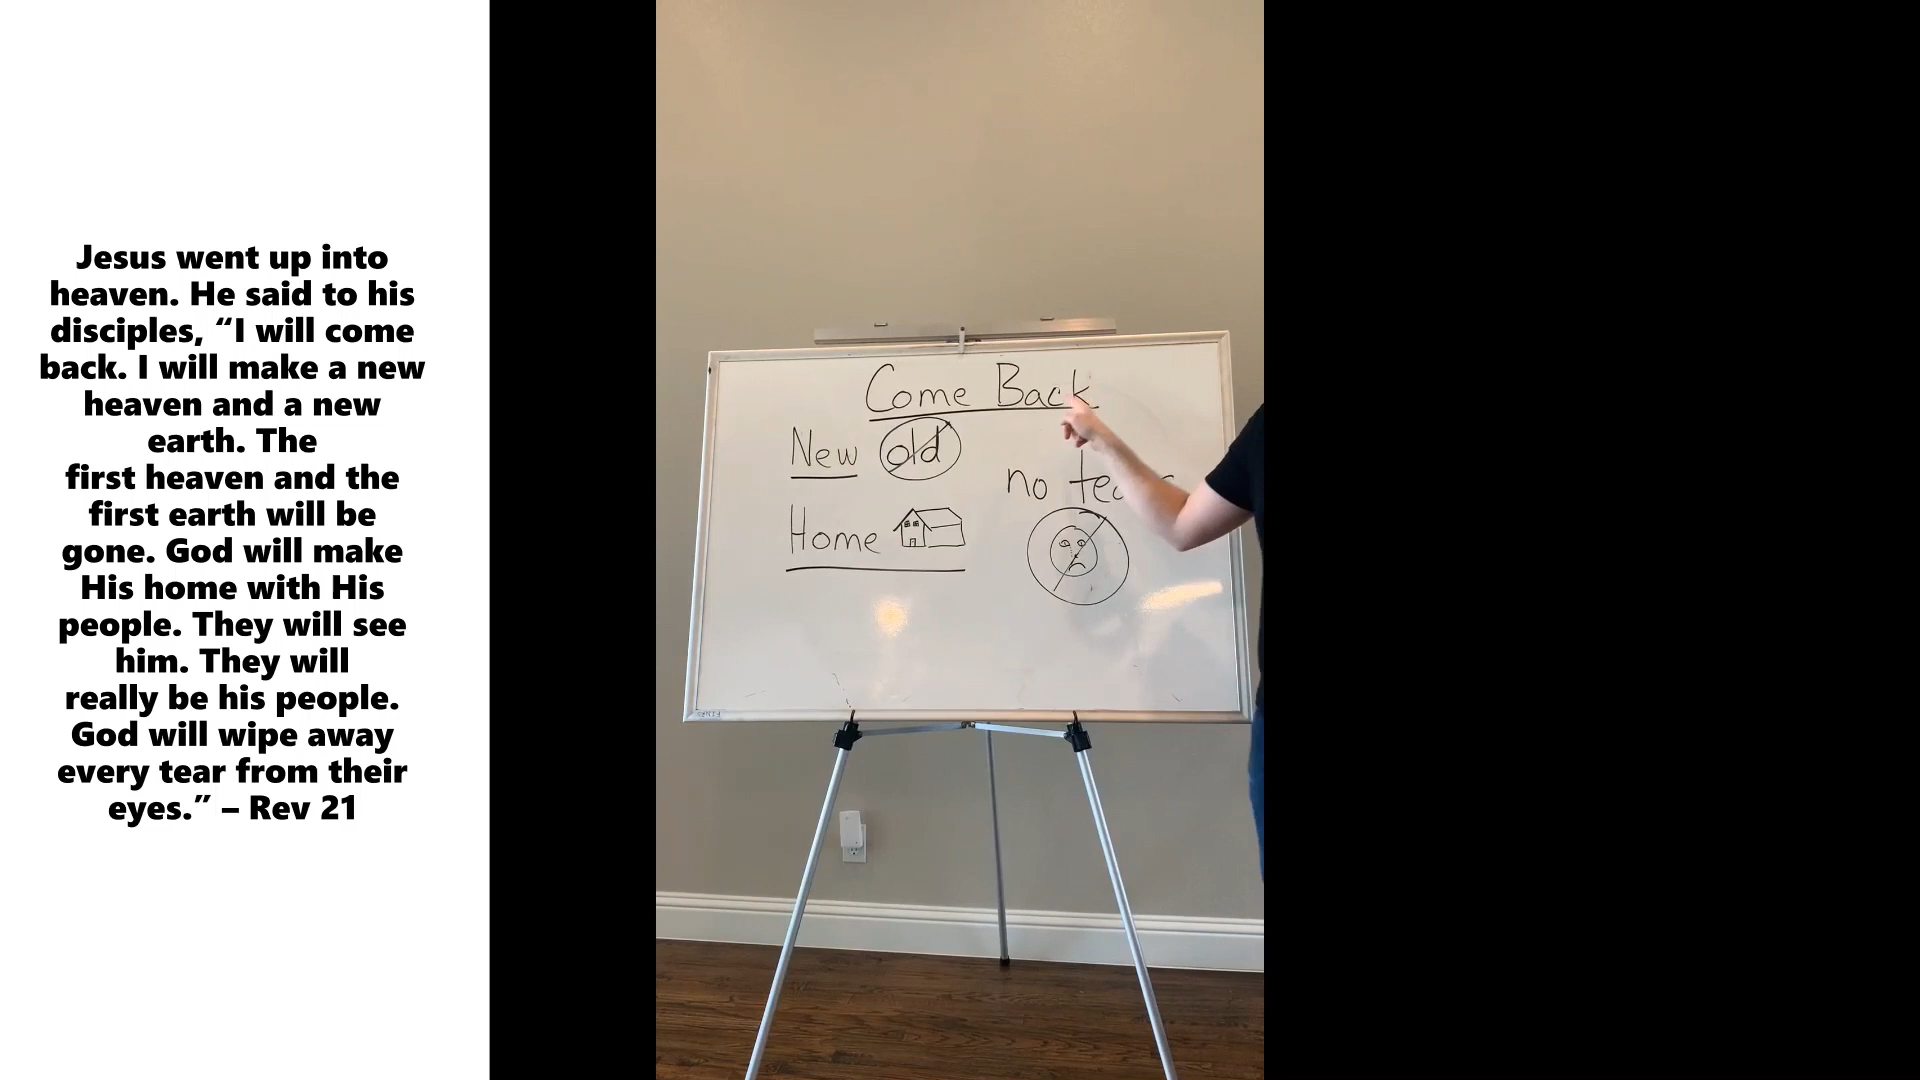 Jesus went up into
heaven. He said to his
disciples, “I will come
back. I will make a new
heaven and a new
earth. The
first heaven and the
first earth will be
gone. God will make
His home with His
people. They will see
him. They will
really be his people.
God will wipe away
every tear from their
eyes.” – Rev 21
Come Back
New old
no
Home